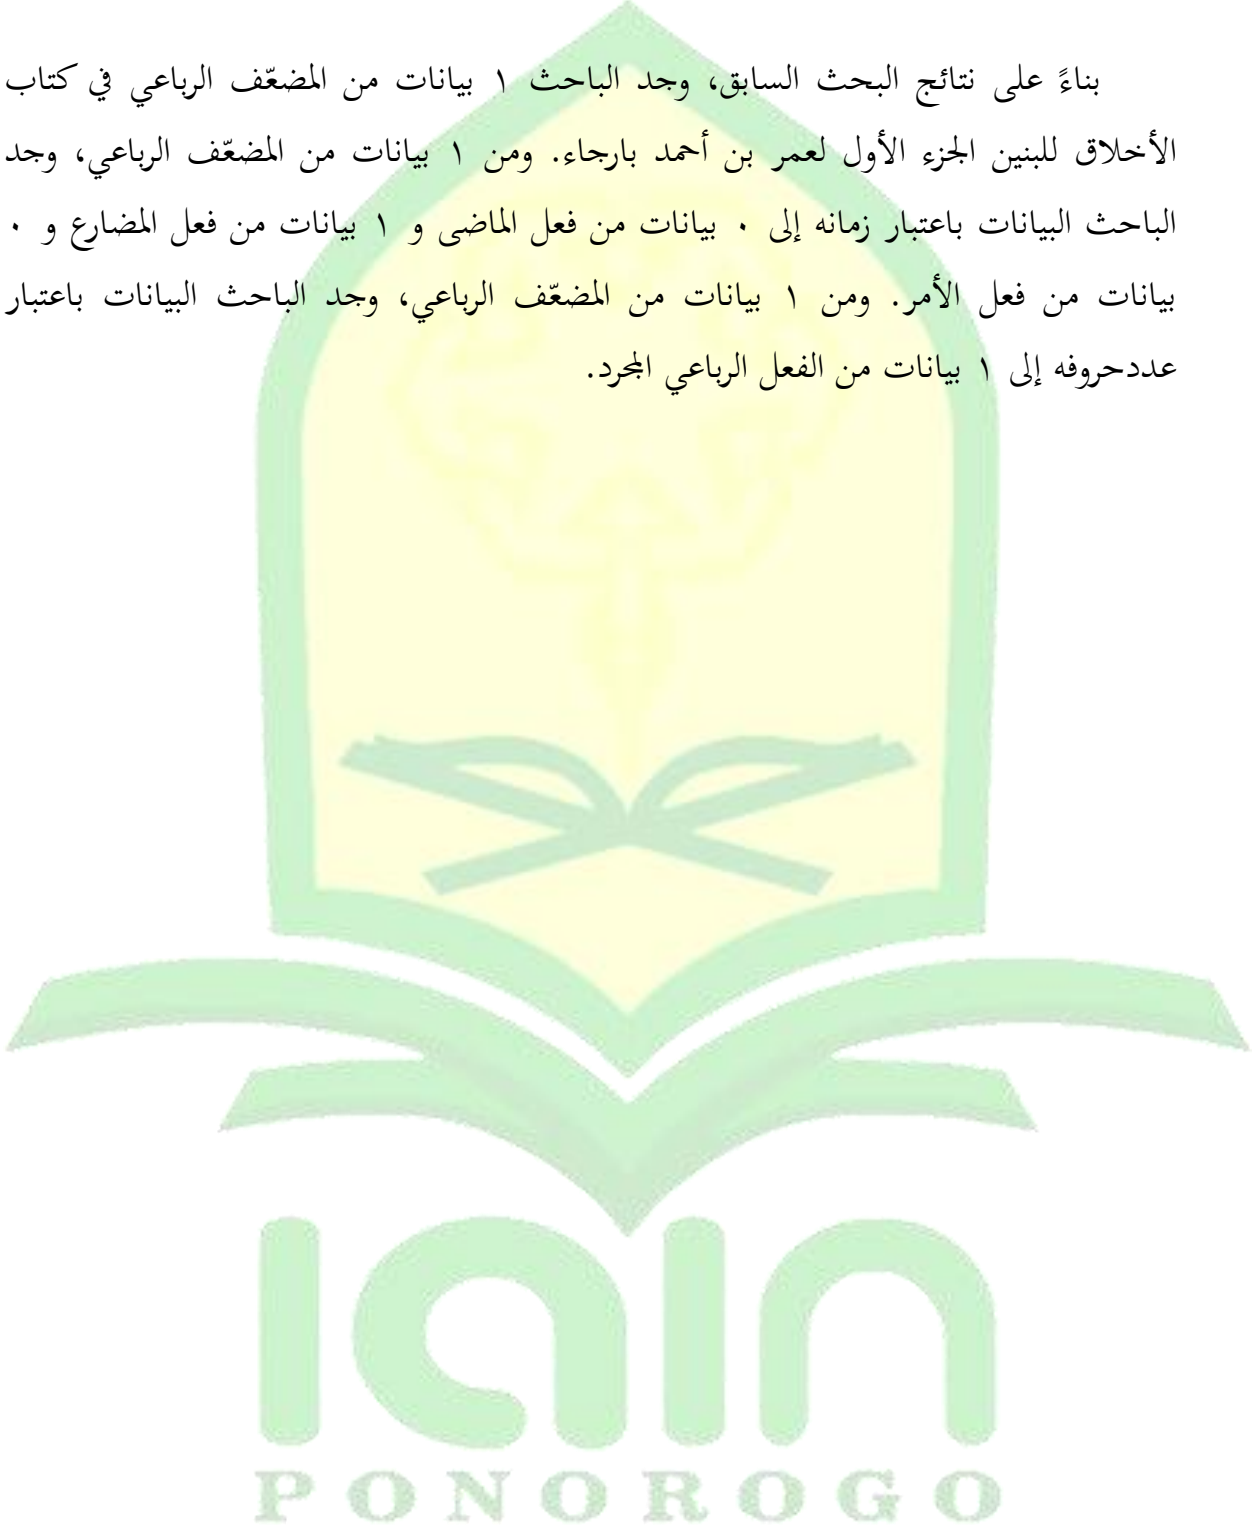 بناءً على نتائج البحث السابق، وجد الباحث ١ بيانات من المضعّف الرباعي في كتاب
الأخلاق للبنين الجزء الأول لعمر بن أحمد بارجاء. ومن ١ بيانات من المضعّف الرباعي، وجد
الباحث البيانات باعتبار زمانه إلى ٠ بيانات من فعل الماضى و ١ بيانات من فعل المضارع و ٠
بيانات من فعل الأمر. ومن ١ بيانات من المضعّف الرباعي، وجد الباحث البيانات باعتبار
عددحروفه إلى ١ بيانات من الفعل الرباعي المجرد.
iain
PONOROGO